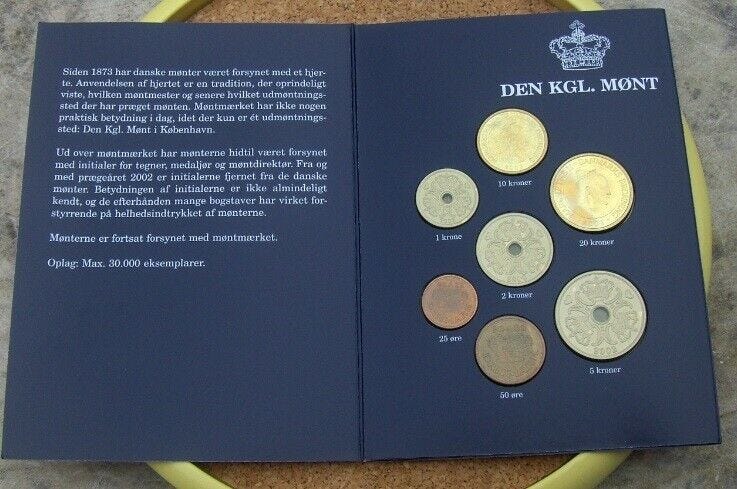 Siden 1873 har danske mønter været forsynet med et hjer-
te. Anvendelsen af hjertet er en tradition, der oprindeligt
viste, hvilken møntmester og senere hvilket udmøntnings-
sted der har præget mønten. Møntmærket har ikke nogen
praktisk betydning i dag, idet der kun er ét udmøntnings-
sted: Den Kgl. Mønt i København.
Ud over møntmærket har mønterne hidtil været forsynet
med initialer for tegner, medaljør og møntdirektør. Fra og
med prægeåret 2002 er initialerne fjernet fra de danske
mønter. Betydningen af initialerne er ikke almindeligt
kendt, og de efterhånden mange bogstaver har virket for-
styrrende på helhedsindtrykket af mønterne.
Mønterne er fortsat forsynet med møntmærket.
Oplag: Max. 30.000 eksemplarer.
DEN KGL. MØNT
10 kroner
1 krone
20 kroner
2 kroner
25 øre
5 kroner
50 øre